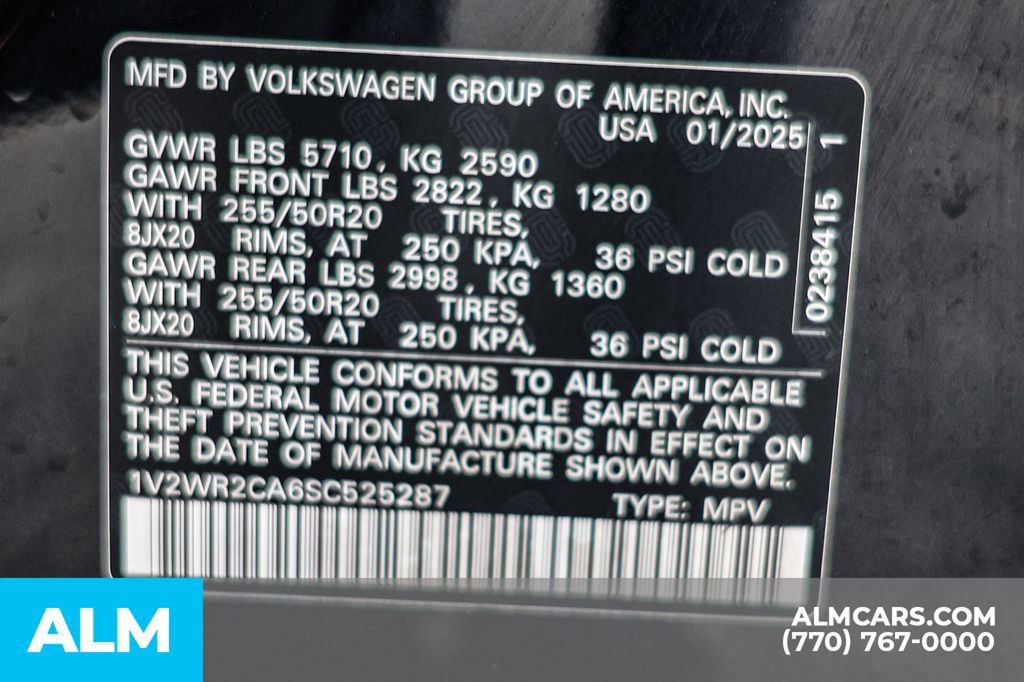 MFD BY VOLKSWAGEN GROUP OF AMERICA, INC.
USA 01/2025
GVWR LBS 5710, KG 2590
GAWR FRONT LBS 2822, KG 1280
WITH 255/50R20 TIRES,
8JX20 RIMS, AT 250 KPA, 36 PSI COLD
GAWR REAR LBS 2998, KG 1360
WITH 255/50R20 TIRES,
8JX20 RIMS, AT 250 KPA, 36 PSI COLD
0238415 1
THIS VEHICLE CONFORMS TO ALL APPLICABLE
U.S. FEDERAL MOTOR VEHICLE SAFETY AND
THEFT PREVENTION STANDARDS IN EFFECT ON
THE DATE OF MANUFACTURE SHOWN ABOVE.
1V2WR2CA6SC525287 TYPE: MPV
ALM
ALMCARS.COM
(770) 767-0000